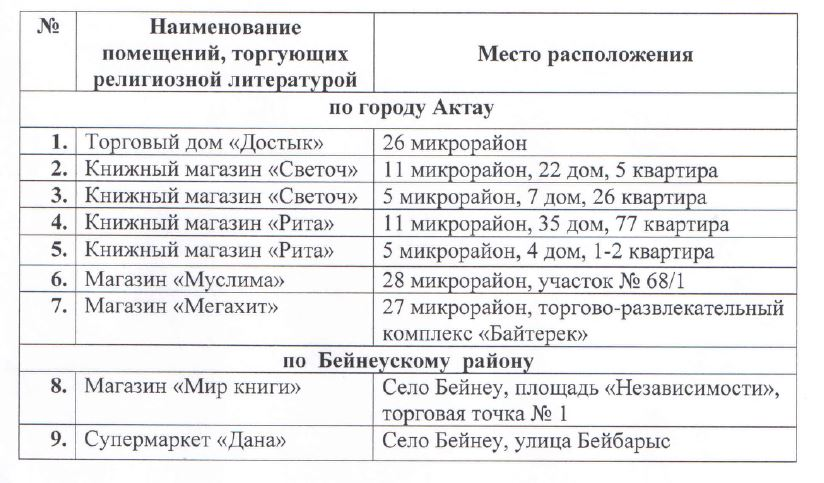 № Наименование помещений, торгующих религиозной литературой Место расположения
по городу Актау
1. Торговый дом «Достык» 26 микрорайон
2. Книжный магазин «Светоч» 11 микрорайон, 22 дом, 5 квартира
3. Книжный магазин «Светоч» 5 микрорайон, 7 дом, 26 квартира
4. Книжный магазин «Рита» 11 микрорайон, 35 дом, 77 квартира
5. Книжный магазин «Рита» 5 микрорайон, 4 дом, 1-2 квартира
6. Магазин «Муслима» 28 микрорайон, участок № 68/1
7. Магазин «Мегахит» 27 микрорайон, торгово-развлекательный
комплекс «Байтерек»
по Бейнеускому району
8. Магазин «Мир книги» Село Бейнеу, площадь «Независимости»,
торговая точка № 1
9. Супермаркет «Дана» Село Бейнеу, улица Бейбарыс